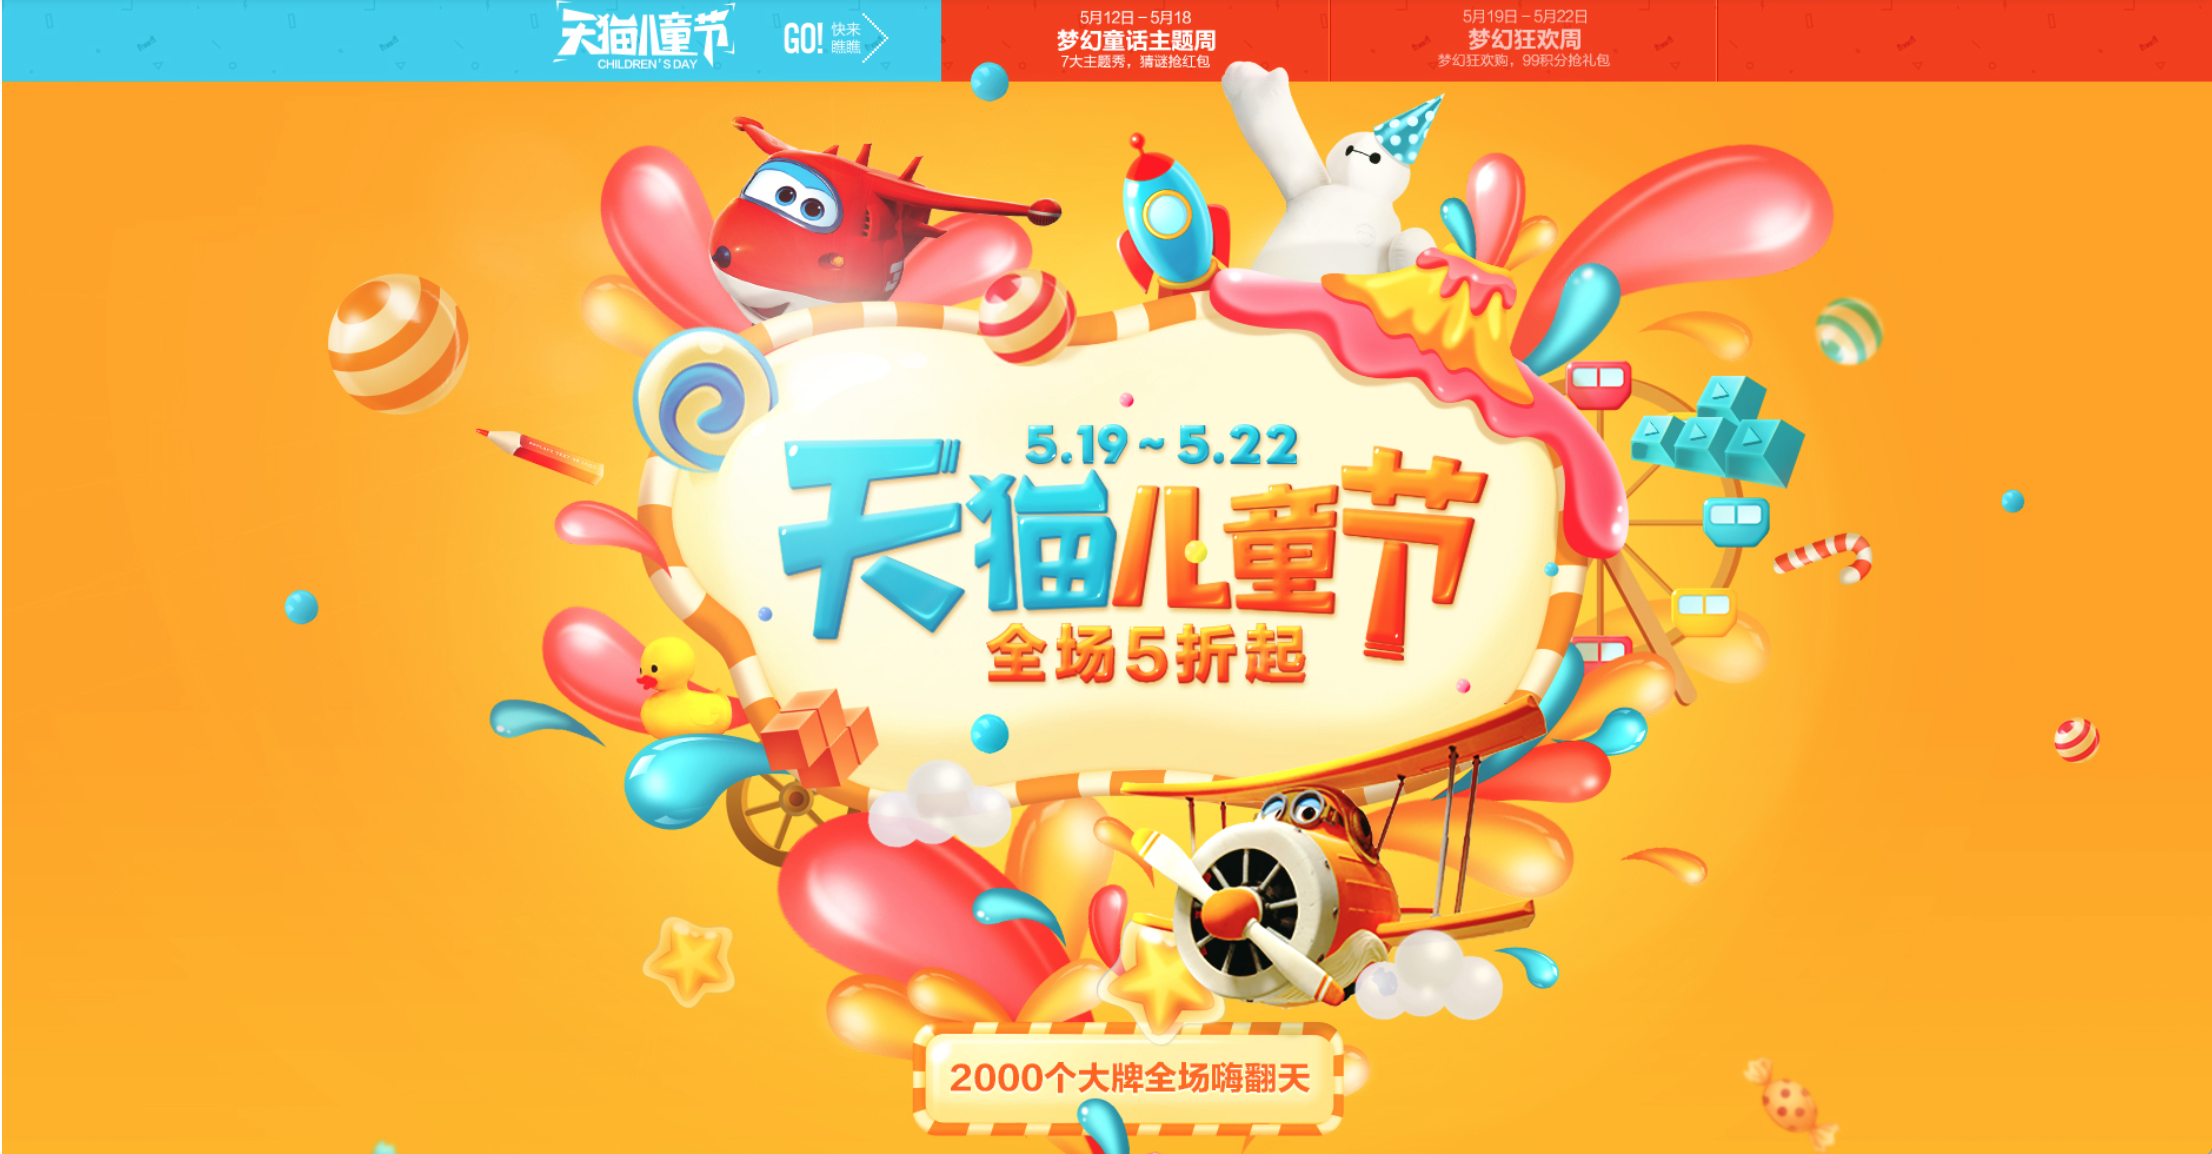 天猫儿童节
CHILDREN'S DAY
GO!
快来
瞧瞧
5月12日-5月18
梦幻童话主题周
7大主题秀，猜谜抢红包
5月19日-5月22日
梦幻狂欢周
梦幻狂欢购，99积分抢礼包
5.19~5.22
天猫儿童节
全场5折起
2000个大牌全场嗨翻天